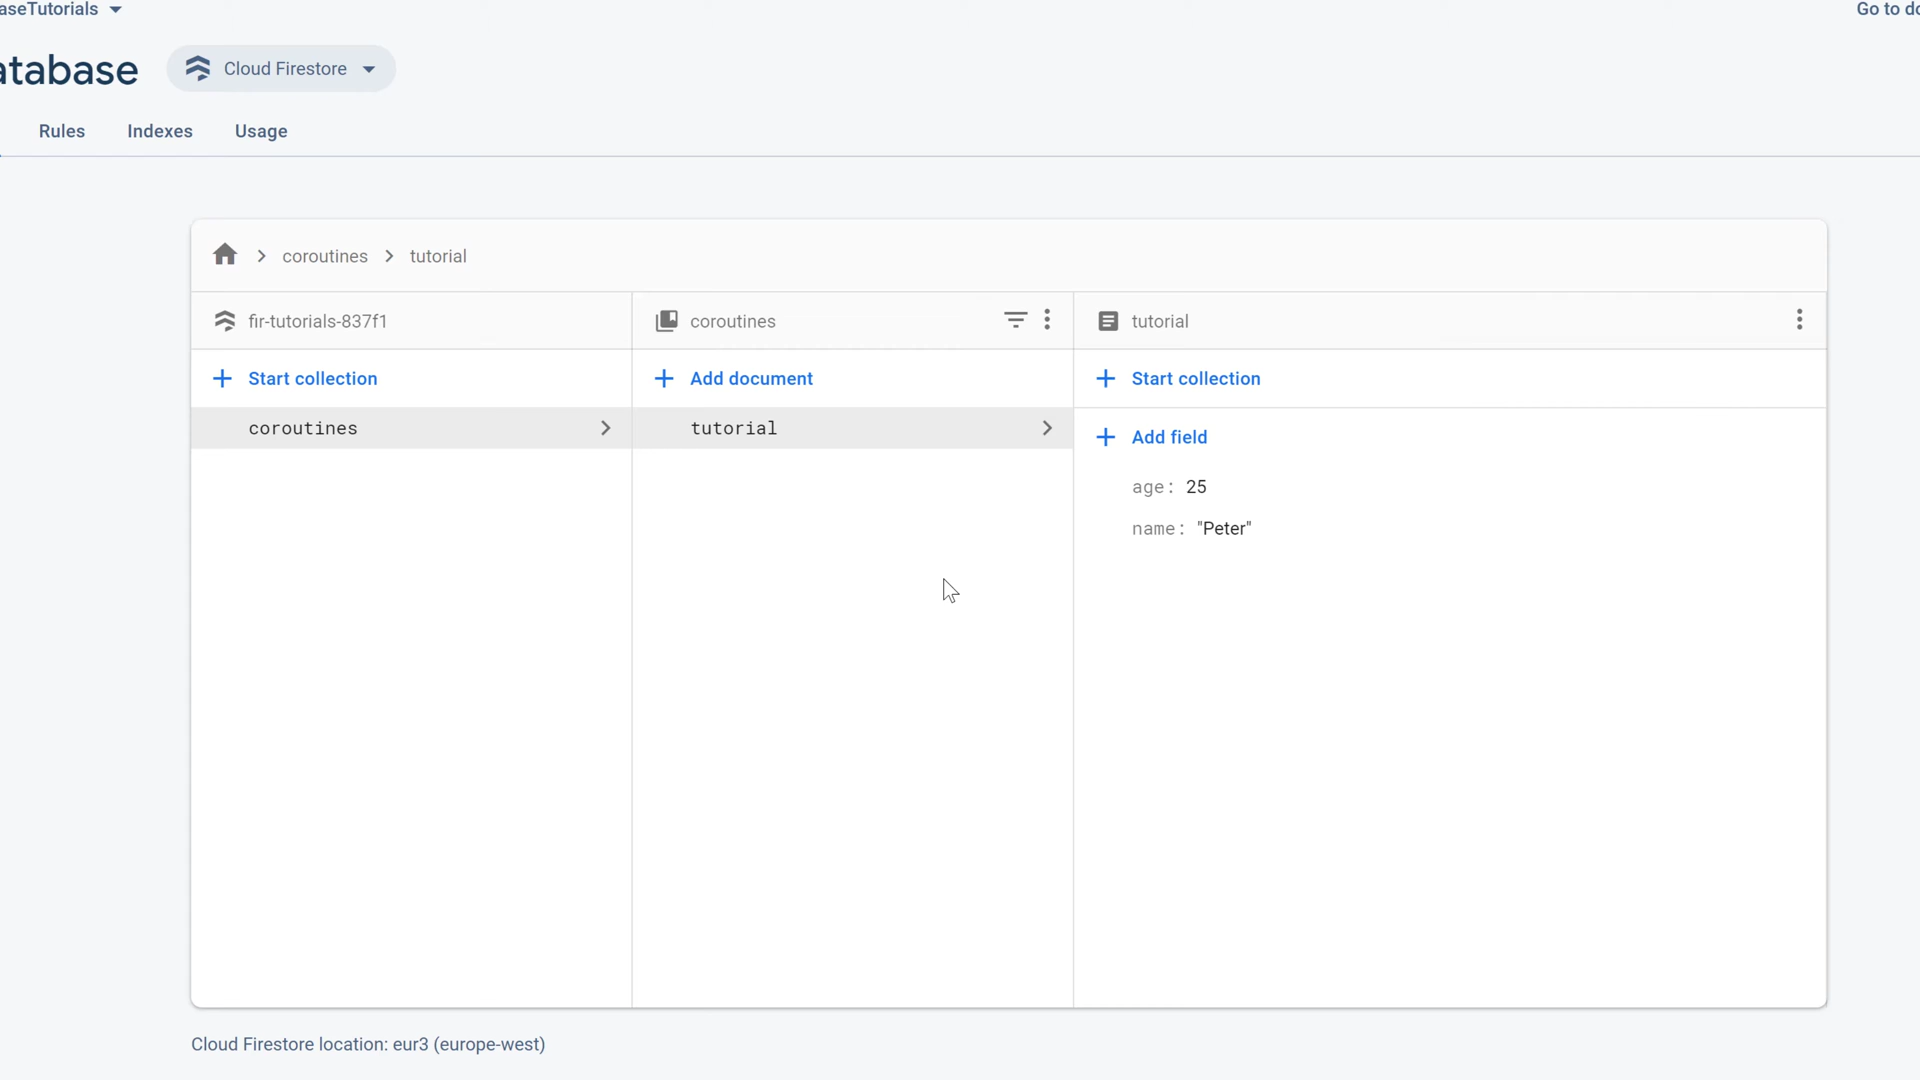 aseTutorials
Go to do
atabase
Cloud Firestore
Rules
Indexes
Usage
coroutines
tutorial
fir-tutorials-837f1
coroutines
tutorial
Start collection
Add document
Start collection
coroutines
tutorial
Add field
age: 25
name: "Peter"
Cloud Firestore location: eur3 (europe-west)